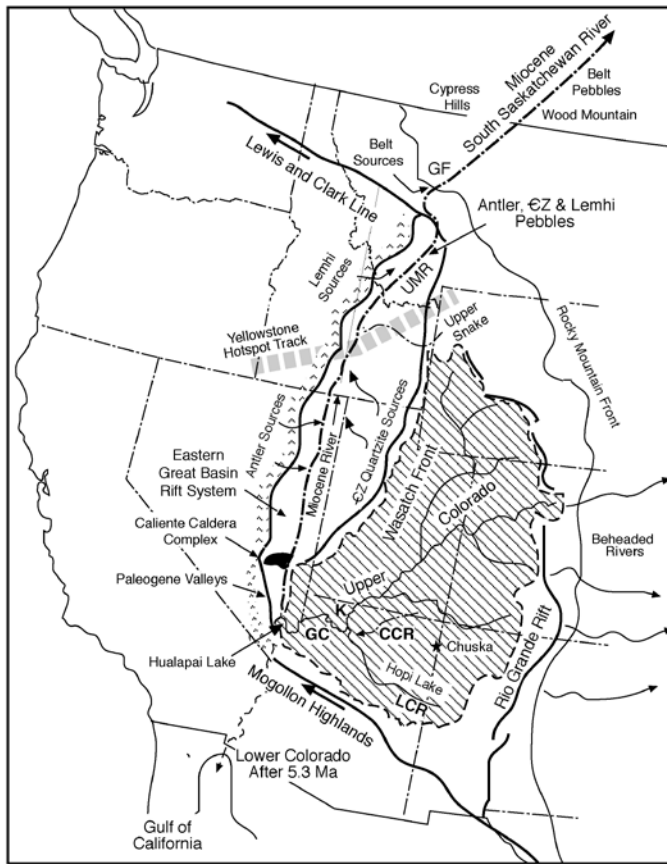 Miocene
South Saskatchewan River
Belt
Pebbles
Cypress
Hills
Wood Mountain
Belt
Sources
GF
Lewis and Clark Line
Antler, ЄZ & Lemhi
Pebbles
Lemhi
Sources
UMR
Yellowstone
Hotspot Track
Upper
Snake
Rocky Mountain Front
Antler Sources
ЄZ Quartzite Sources
Eastern
Great Basin
Rift System
Miocene River
Wasatch Front
Colorado
Caliente Caldera
Complex
Beheaded
Rivers
Paleogene Valleys
Upper
K
GC
CCR
Chuska
Hualapai Lake
Hopi Lake
Rio Grande Rift
LCR
Mogollon Highlands
Lower Colorado
After 5.3 Ma
Gulf of
California